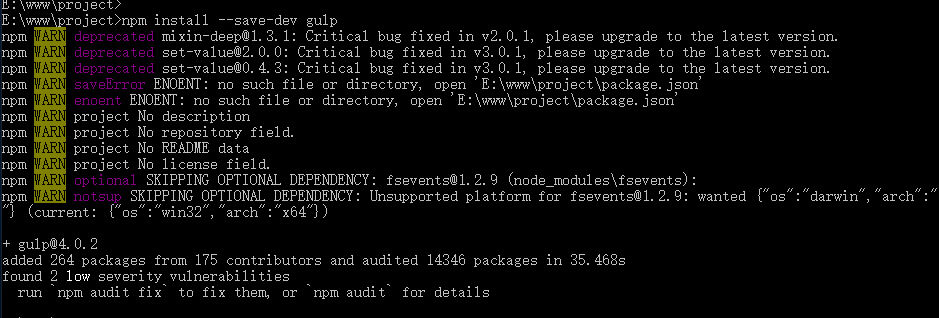 E:\www\project>
E:\www\project>npm install --save-dev gulp
npm WARN deprecated mixin-deep@1.3.1: Critical bug fixed in v2.0.1, please upgrade to the latest version.
npm WARN deprecated set-value@2.0.0: Critical bug fixed in v3.0.1, please upgrade to the latest version.
npm WARN deprecated set-value@0.4.3: Critical bug fixed in v3.0.1, please upgrade to the latest version.
npm WARN saveError ENOENT: no such file or directory, open 'E:\www\project\package.json'
npm WARN enoent ENOENT: no such file or directory, open 'E:\www\project\package.json'
npm WARN project No description
npm WARN project No repository field.
npm WARN project No README data
npm WARN project No license field.
npm WARN optional SKIPPING OPTIONAL DEPENDENCY: fsevents@1.2.9 (node_modules\fsevents):
npm WARN notsup SKIPPING OPTIONAL DEPENDENCY: Unsupported platform for fsevents@1.2.9: wanted {"os":"darwin","arch":"
"} (current: {"os":"win32","arch":"x64"})
+ gulp@4.0.2
added 264 packages from 175 contributors and audited 14346 packages in 35.468s
found 2 low severity vulnerabilities
run `npm audit fix` to fix them, or `npm audit` for details